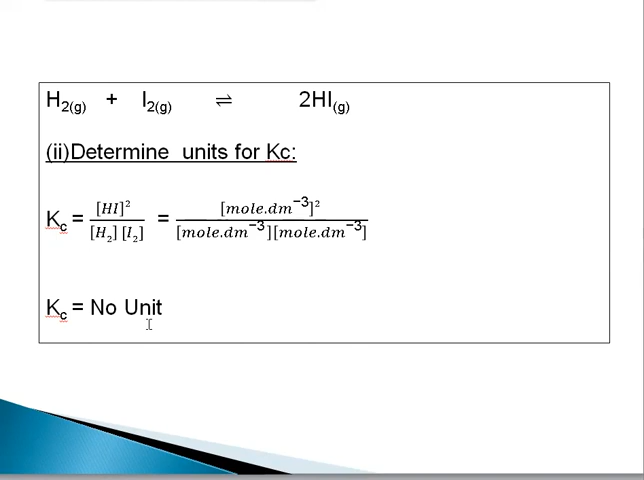 H₂(g) + I₂(g) ⇌ 2HI(g)
(ii)Determine units for Kc:
Kc = [HI]² / [H₂] [I₂] = [mole.dm⁻³]² / [mole.dm⁻³][mole.dm⁻³]
Kc = No Unit